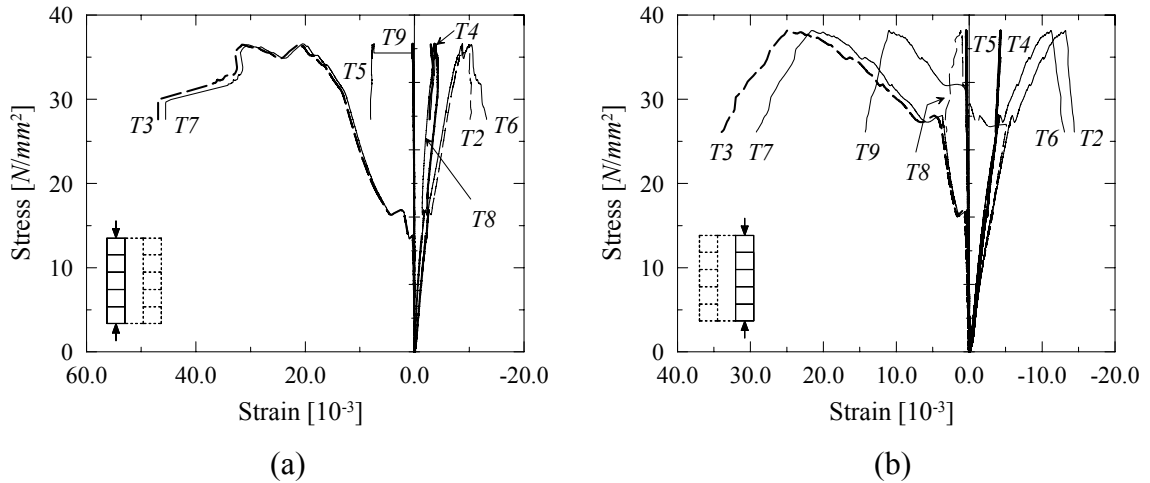 50
40
30
20
10
0
Stress [N/mm²]
T9
T4
T5
T3
T7
T2
T6
T8
60.0
40.0
20.0
0.0
-20.0
Strain [10⁻³]
(a)
50
40
30
20
10
0
Stress [N/mm²]
T5
T4
T3
T7
T9
T8
T6
T2
40.0
30.0
20.0
10.0
0.0
-10.0
-20.0
Strain [10⁻³]
(b)